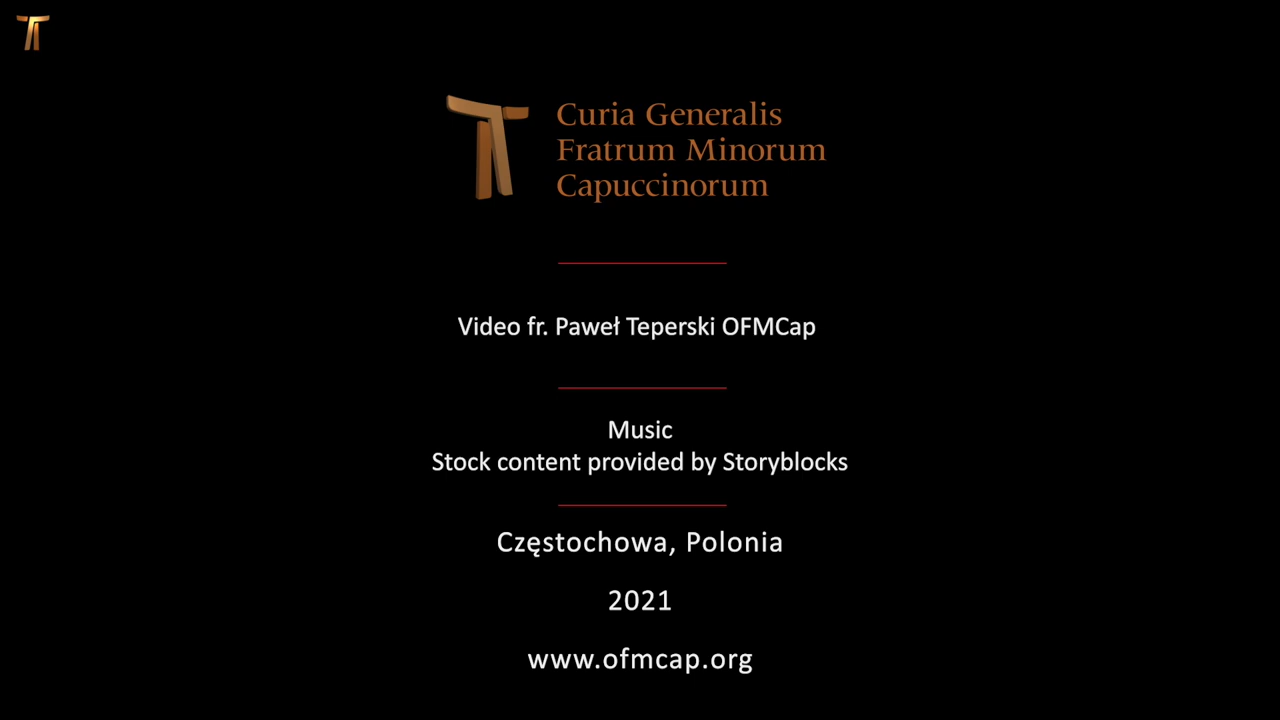 Curia Generalis
Fratrum Minorum
Capuccinorum
Video fr. Paweł Teperski OFMCap
Music
Stock content provided by Storyblocks
Częstochowa, Polonia
2021
www.ofmcap.org